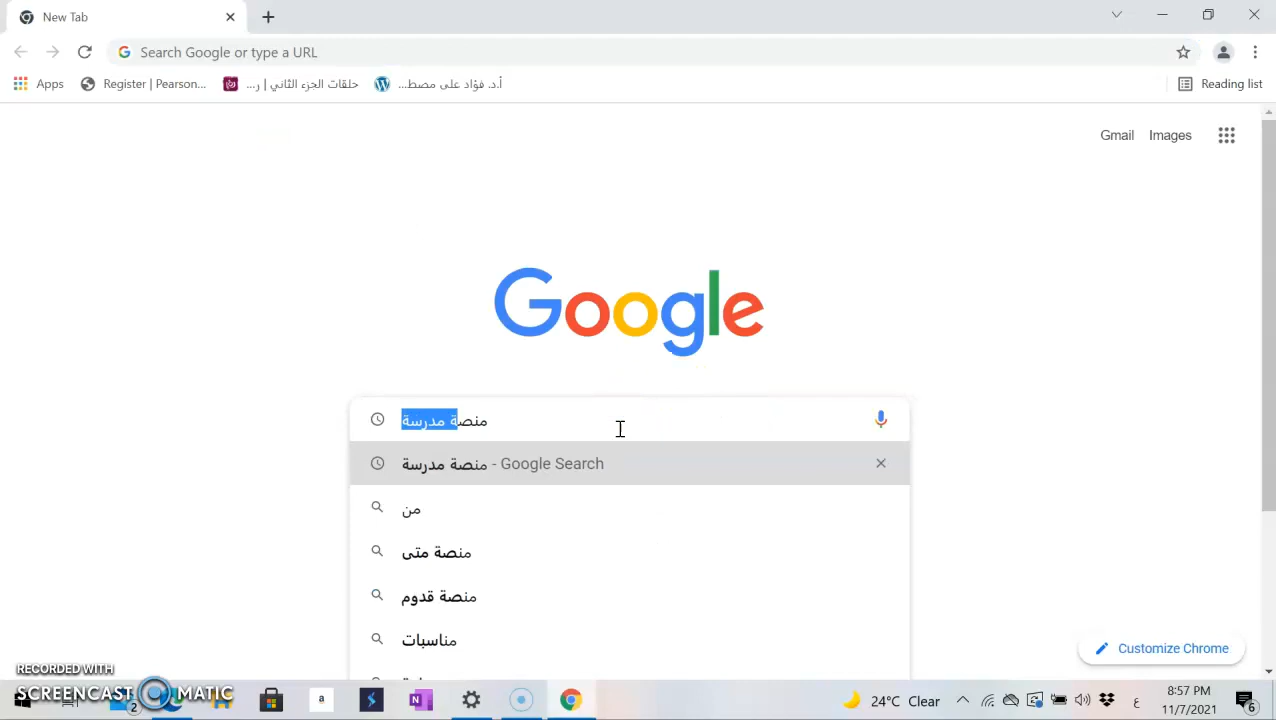 New Tab
Search Google or type a URL
Apps
Register | Pearson...
حلقات الجزء الثاني | ر...
أ.د. فؤاد على مصط...
Reading list
Gmail
Images
Google
منصة مدرسة
منصة مدرسة - Google Search
من
منصة متى
منصة قدوم
مناسبات
Customize Chrome
RECORDED WITH
SCREENCAST MATIC
2
a
N
24°C Clear
ع
8:57 PM
11/7/2021
6